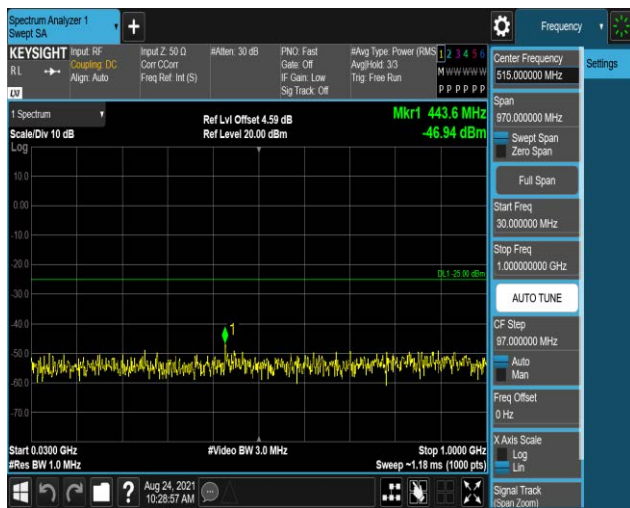 Spectrum Analyzer 1
Swept SA
+
Frequency
KEYSIGHT
RL
LXI
Input: RF
Coupling: DC
Align: Auto
Input Z: 50 Ω
Corr CCorr
Freq Ref: Int (S)
#Atten: 30 dB
PNO: Fast
Gate: Off
IF Gain: Low
Sig Track: Off
#Avg Type: Power (RMS
Avg|Hold: 3/3
Trig: Free Run
1 2 3 4 5 6
M W W W W W
P P P P P P
1 Spectrum
Scale/Div 10 dB
Log
Ref Lvl Offset 4.59 dB
Ref Level 20.00 dBm
Mkr1 443.6 MHz
-46.94 dBm
10.0
0.00
-10.0
-20.0
DL1 -25.00 dBm
-30.0
-40.0
1
-50.0
-60.0
-70.0
Start 0.0300 GHz
#Res BW 1.0 MHz
#Video BW 3.0 MHz
Stop 1.0000 GHz
Sweep ~1.18 ms (1000 pts)
Center Frequency
515.000000 MHz
Settings
Span
970.000000 MHz
Swept Span
Zero Span
Full Span
Start Freq
30.000000 MHz
Stop Freq
1.000000000 GHz
AUTO TUNE
CF Step
97.000000 MHz
Auto
Man
Freq Offset
0 Hz
X Axis Scale
Log
Lin
Signal Track
(Span Zoom)
?
Aug 24, 2021
10:28:57 AM